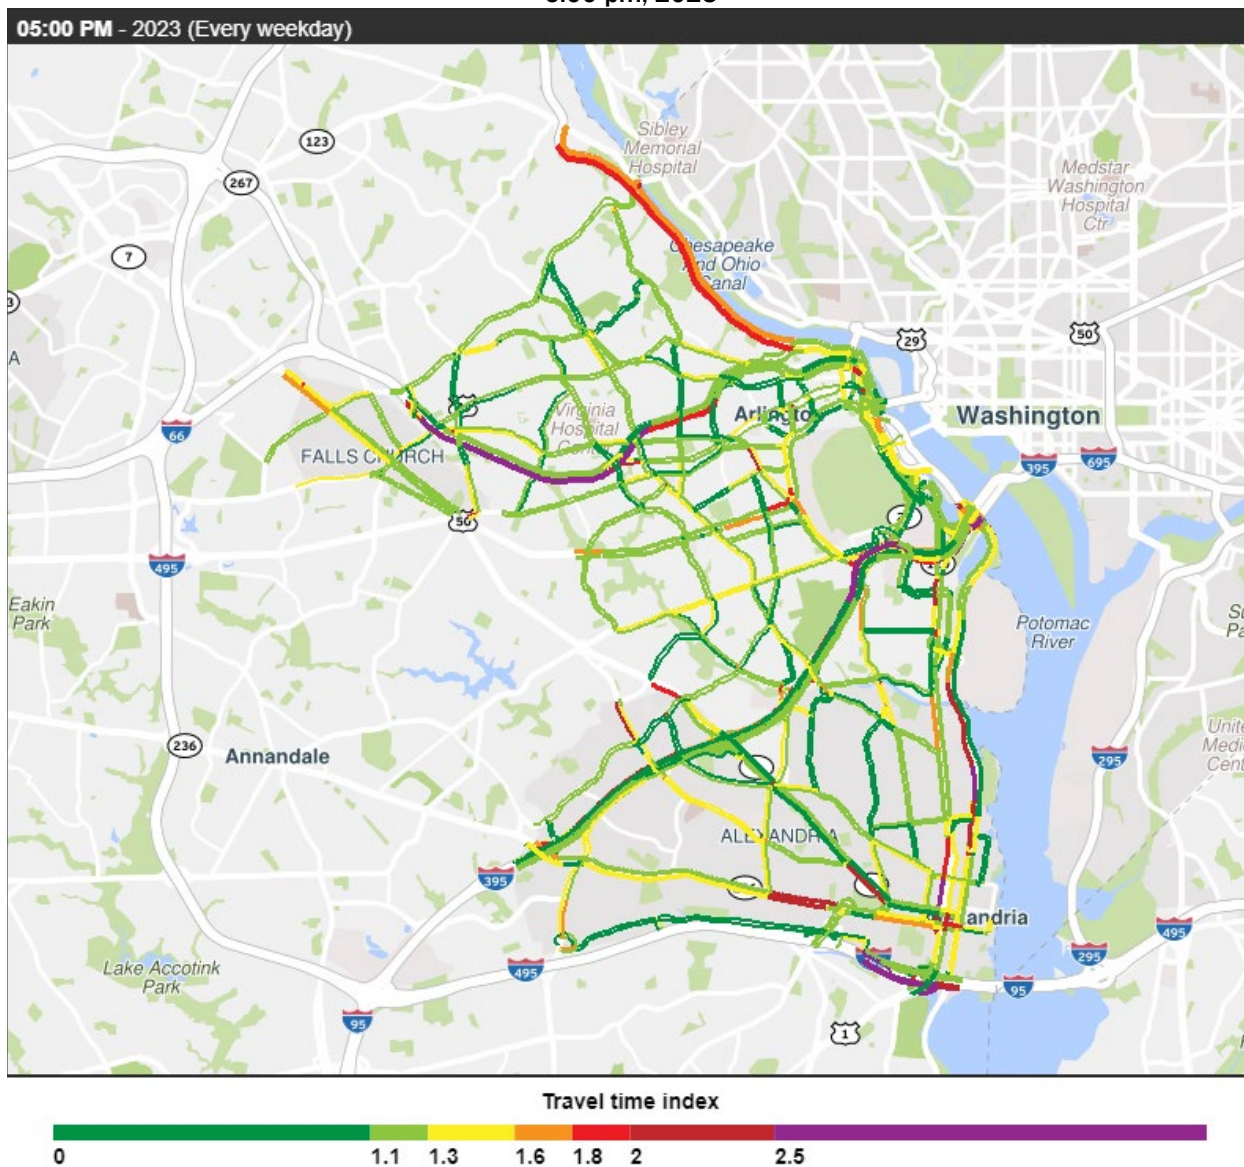 05:00 PM - 2023 (Every weekday)
Sibley
Memorial
Hospital
123
Medstar
Washington
Hospital
Ctr
267
7
Chesapeake
And Ohio
Canal
3
29
50
A
Virginia
Hospital
Arlington
Washington
66
FALLS CHURCH
395
695
50
495
Eakin
Park
Potomac
River
236
Annandale
295
ALEXANDRIA
395
andria
495
Lake Accotink
Park
495
295
95
95
1
Travel time index
0 1.1 1.3 1.6 1.8 2 2.5